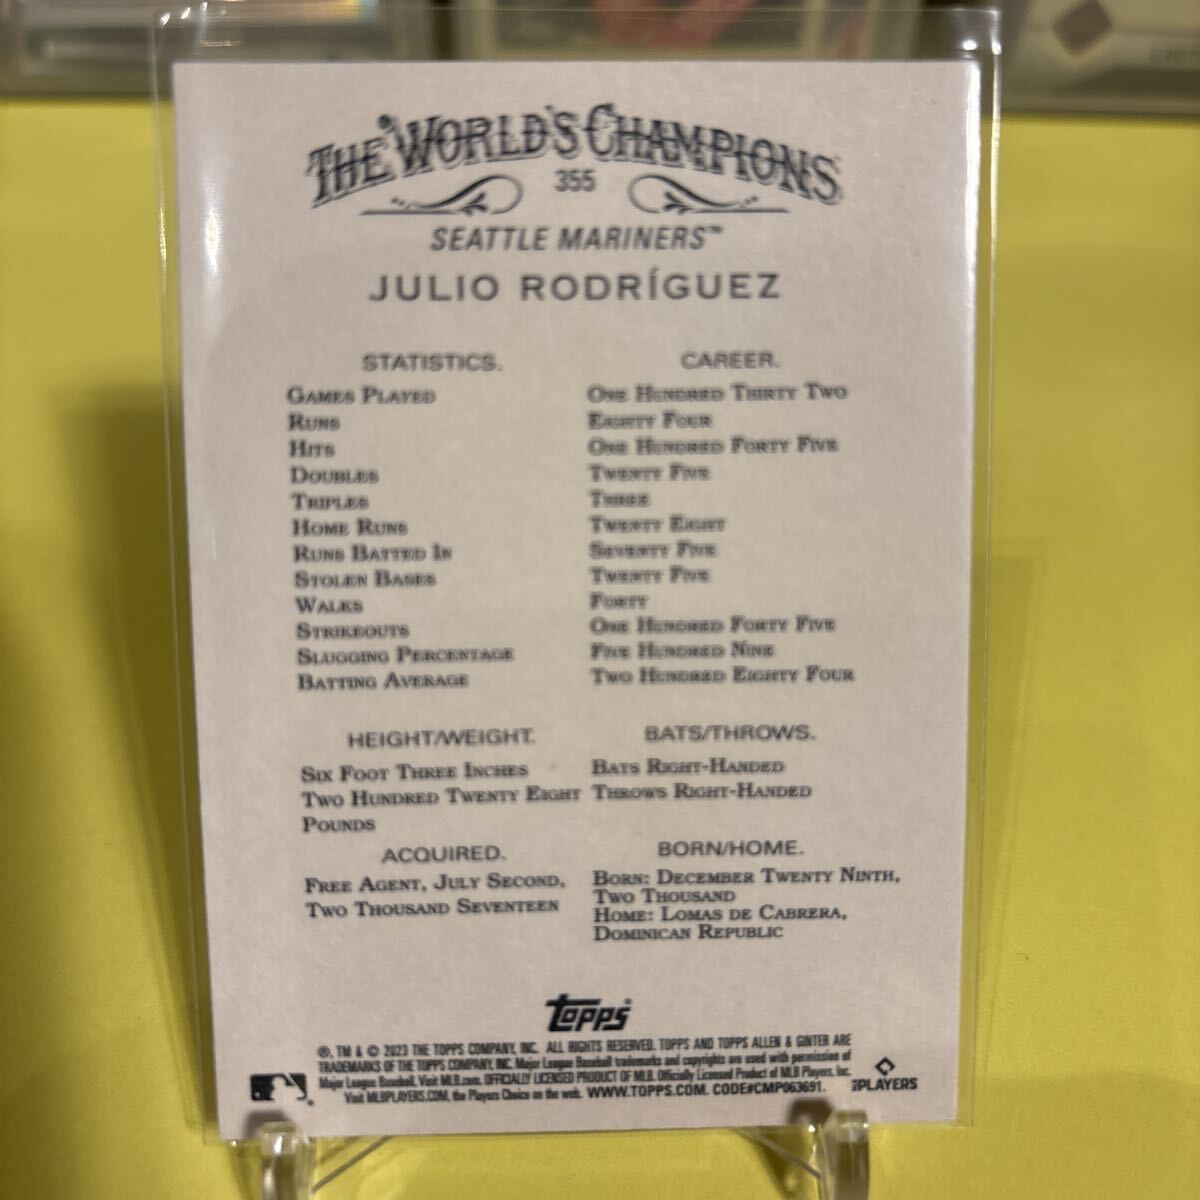 THE WORLD'S CHAMPIONS
355
SEATTLE MARINERS™
JULIO RODRÍGUEZ
STATISTICS. CAREER.
GAMES PLAYED ONE HUNDRED THIRTY TWO
RUNS EIGHTY FOUR
HITS ONE HUNDRED FORTY FIVE
DOUBLES TWENTY FIVE
TRIPLES THREE
HOME RUNS TWENTY EIGHT
RUNS BATTED IN SEVENTY FIVE
STOLEN BASES TWENTY FIVE
WALKS FORTY
STRIKEOUTS ONE HUNDRED FORTY FIVE
SLUGGING PERCENTAGE FIVE HUNDRED NINE
BATTING AVERAGE TWO HUNDRED EIGHTY FOUR
HEIGHT/WEIGHT.
SIX FOOT THREE INCHES
TWO HUNDRED TWENTY EIGHT
POUNDS
BATS/THROWS.
BATS RIGHT-HANDED
THROWS RIGHT-HANDED
ACQUIRED.
FREE AGENT, JULY SECOND,
TWO THOUSAND SEVENTEEN
BORN/HOME.
BORN: DECEMBER TWENTY NINTH,
TWO THOUSAND
HOME: LOMAS DE CABRERA,
DOMINICAN REPUBLIC
Topps
®, TM & © 2023 THE TOPPS COMPANY, INC. ALL RIGHTS RESERVED. TOPPS AND TOPPS ALLEN & GINTER ARE
TRADEMARKS OF THE TOPPS COMPANY, INC. Major League Baseball trademarks and copyrights are used with permission of
Major League Baseball. Visit MLB.com. OFFICIALLY LICENSED PRODUCT OF MLB. Officially Licensed Product of MLB Players, Inc.
Visit MLBPLAYERS.COM, the Players Choice on the web. WWW.TOPPS.COM. CODE#CMP063691.
PLAYERS